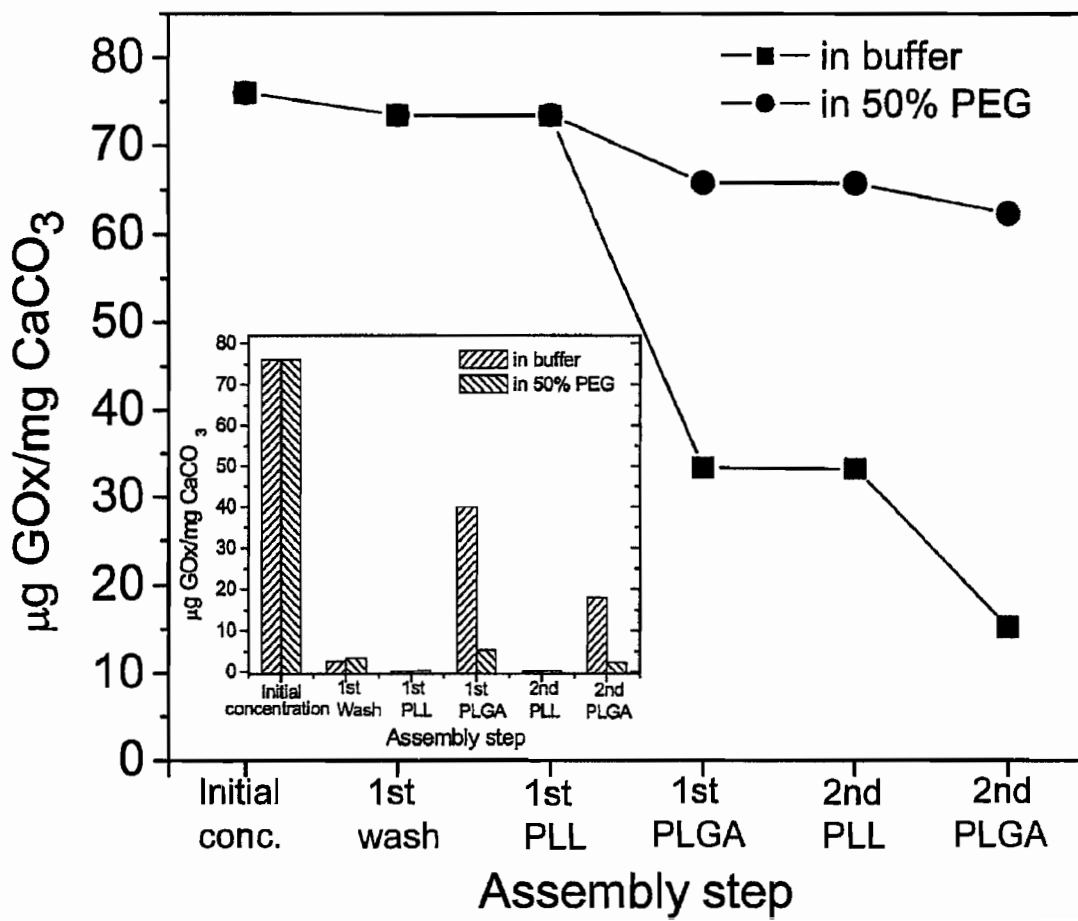 80
70
60
50
40
30
20
10
0
µg GOx/mg CaCO3
in buffer
in 50% PEG
Initial conc.
1st wash
1st PLL
1st PLGA
2nd PLL
2nd PLGA
Assembly step
80
70
60
50
40
30
20
10
0
µg GOx/mg CaCO3
in buffer
in 50% PEG
Initial concentration
1st Wash
1st PLL
1st PLGA
2nd PLL
2nd PLGA
Assembly step